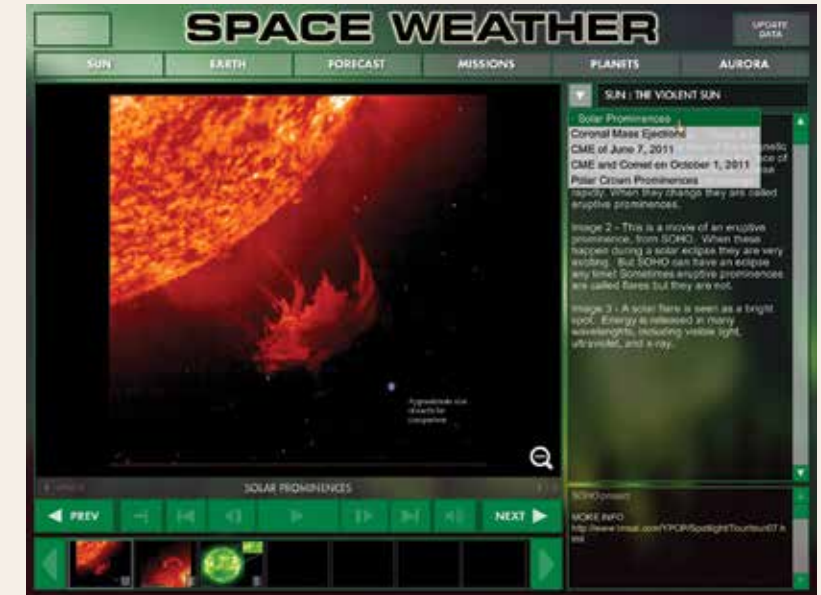 SPACE WEATHER
UPDATE
DATA
SUN
EARTH
FORECAST
MISSIONS
PLANETS
AURORA
SUN : THE VIOLENT SUN
Solar Prominences
Coronal Mass Ejections
CME of June 7, 2011
CME and Comet on October 1, 2011
Polar Crown Prominences
rapidly. When they change they are called
eruptive prominences.
Image 2 - This is a movie of an eruptive
prominence, from SOHO. When these
happen during a solar eclipse they are very
exciting. But SOHO can have an eclipse
any time! Sometimes eruptive prominences
are called flares but they are not.
Image 3 - A solar flare is seen as a bright
spot. Energy is released in many
wavelengths, including visible light,
ultraviolet, and x-ray.
Approximate size
of earth for
comparison
SOLAR PROMINENCES
PREV
NEXT
SOHO project
MORE INFO